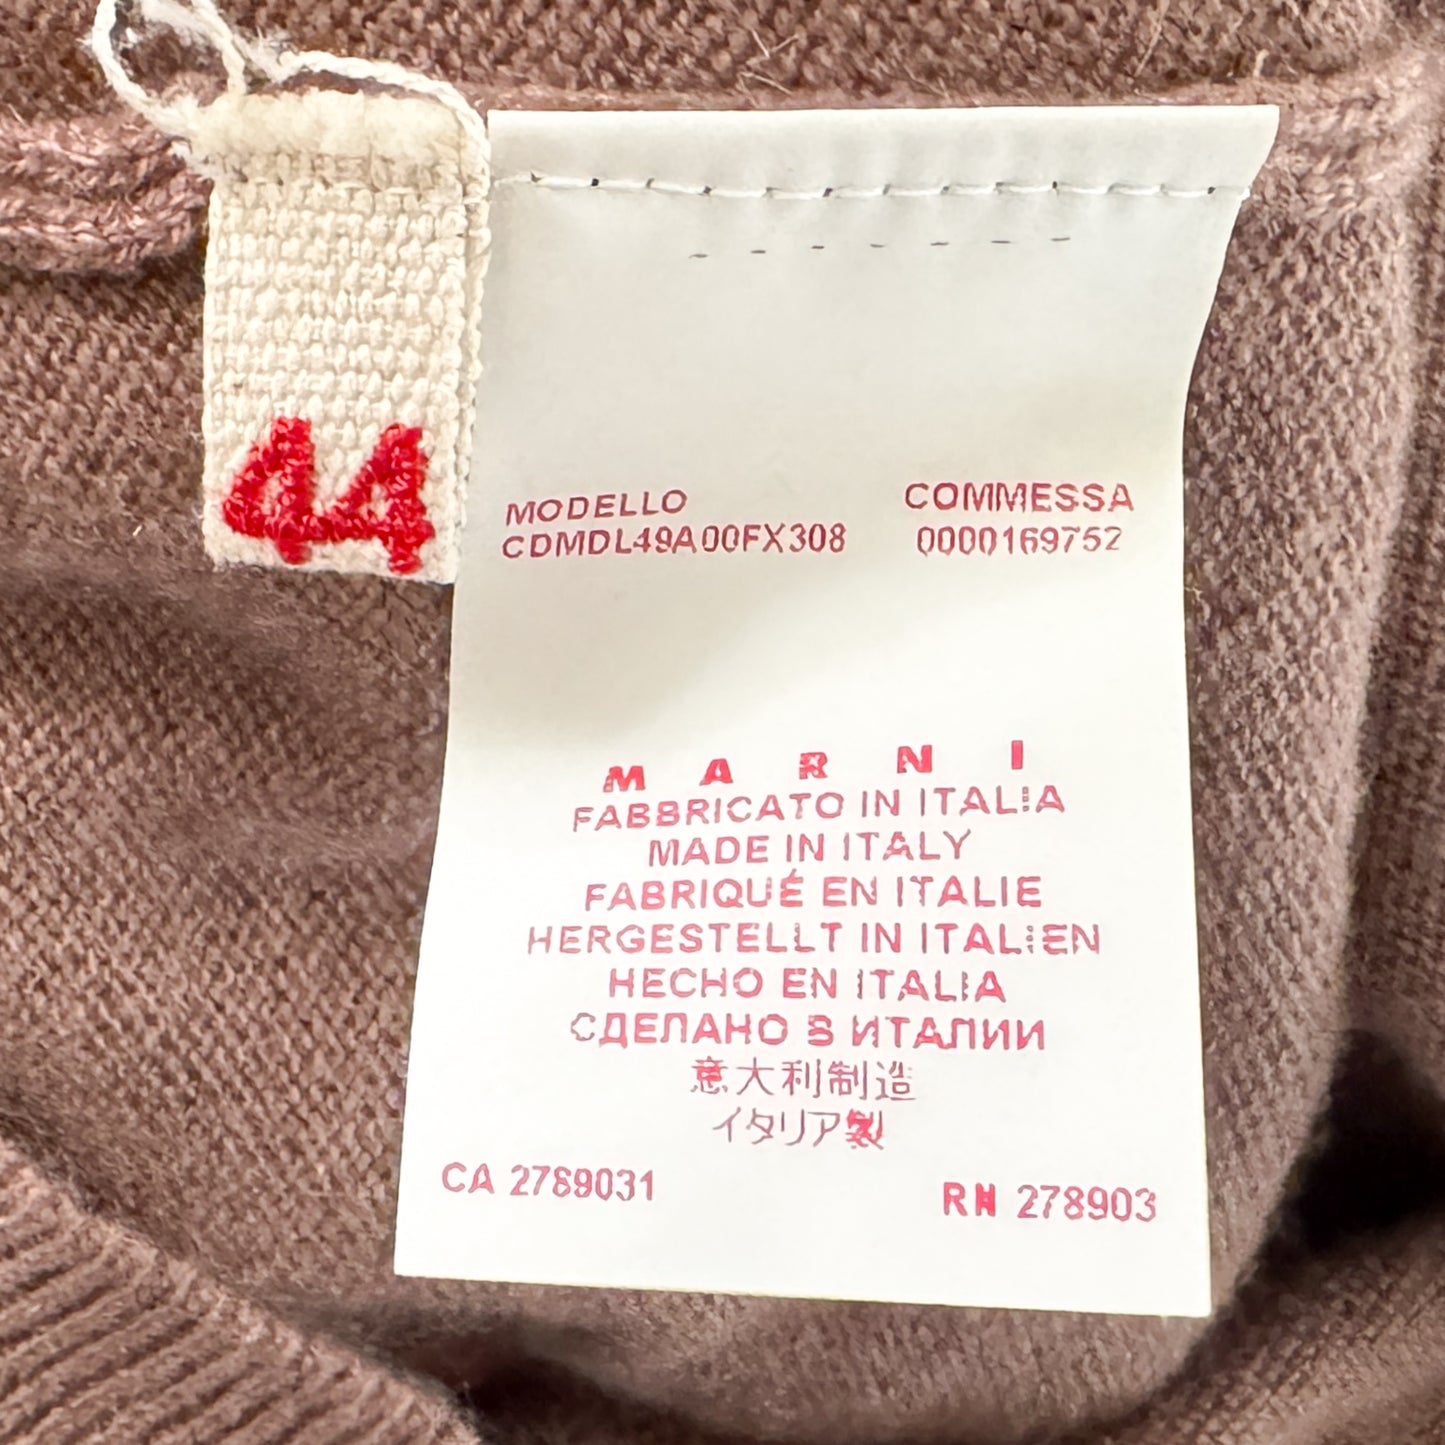 44
MODELLO COMMESSA
CDMDL49A00FX308 0000169752
MARNI
FABBRICATO IN ITALIA
MADE IN ITALY
FABRIQUÉ EN ITALIE
HERGESTELLT IN ITALIEN
HECHO EN ITALIA
СДЕЛАНО В ИТАЛИИ
意大利制造
イタリア製
CA 2789031 RN 278903